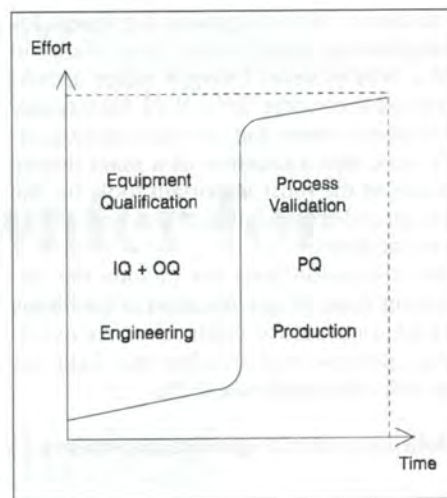 Effort
Equipment
Qualification
IQ + OQ
Engineering
Process
Validation
PQ
Production
Time